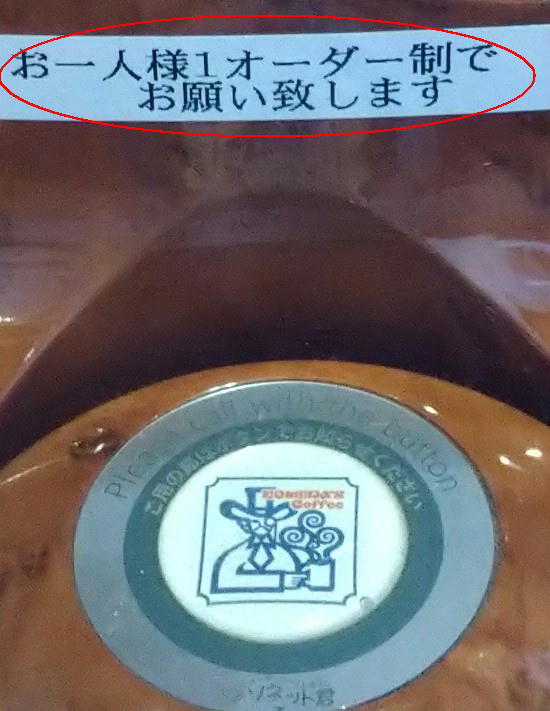 お一人様1オーダー制で
お願い致します
Please call with the button
ご用の際はボタンでお知らせください
KOMEDA'S
Coffee
ソネット君